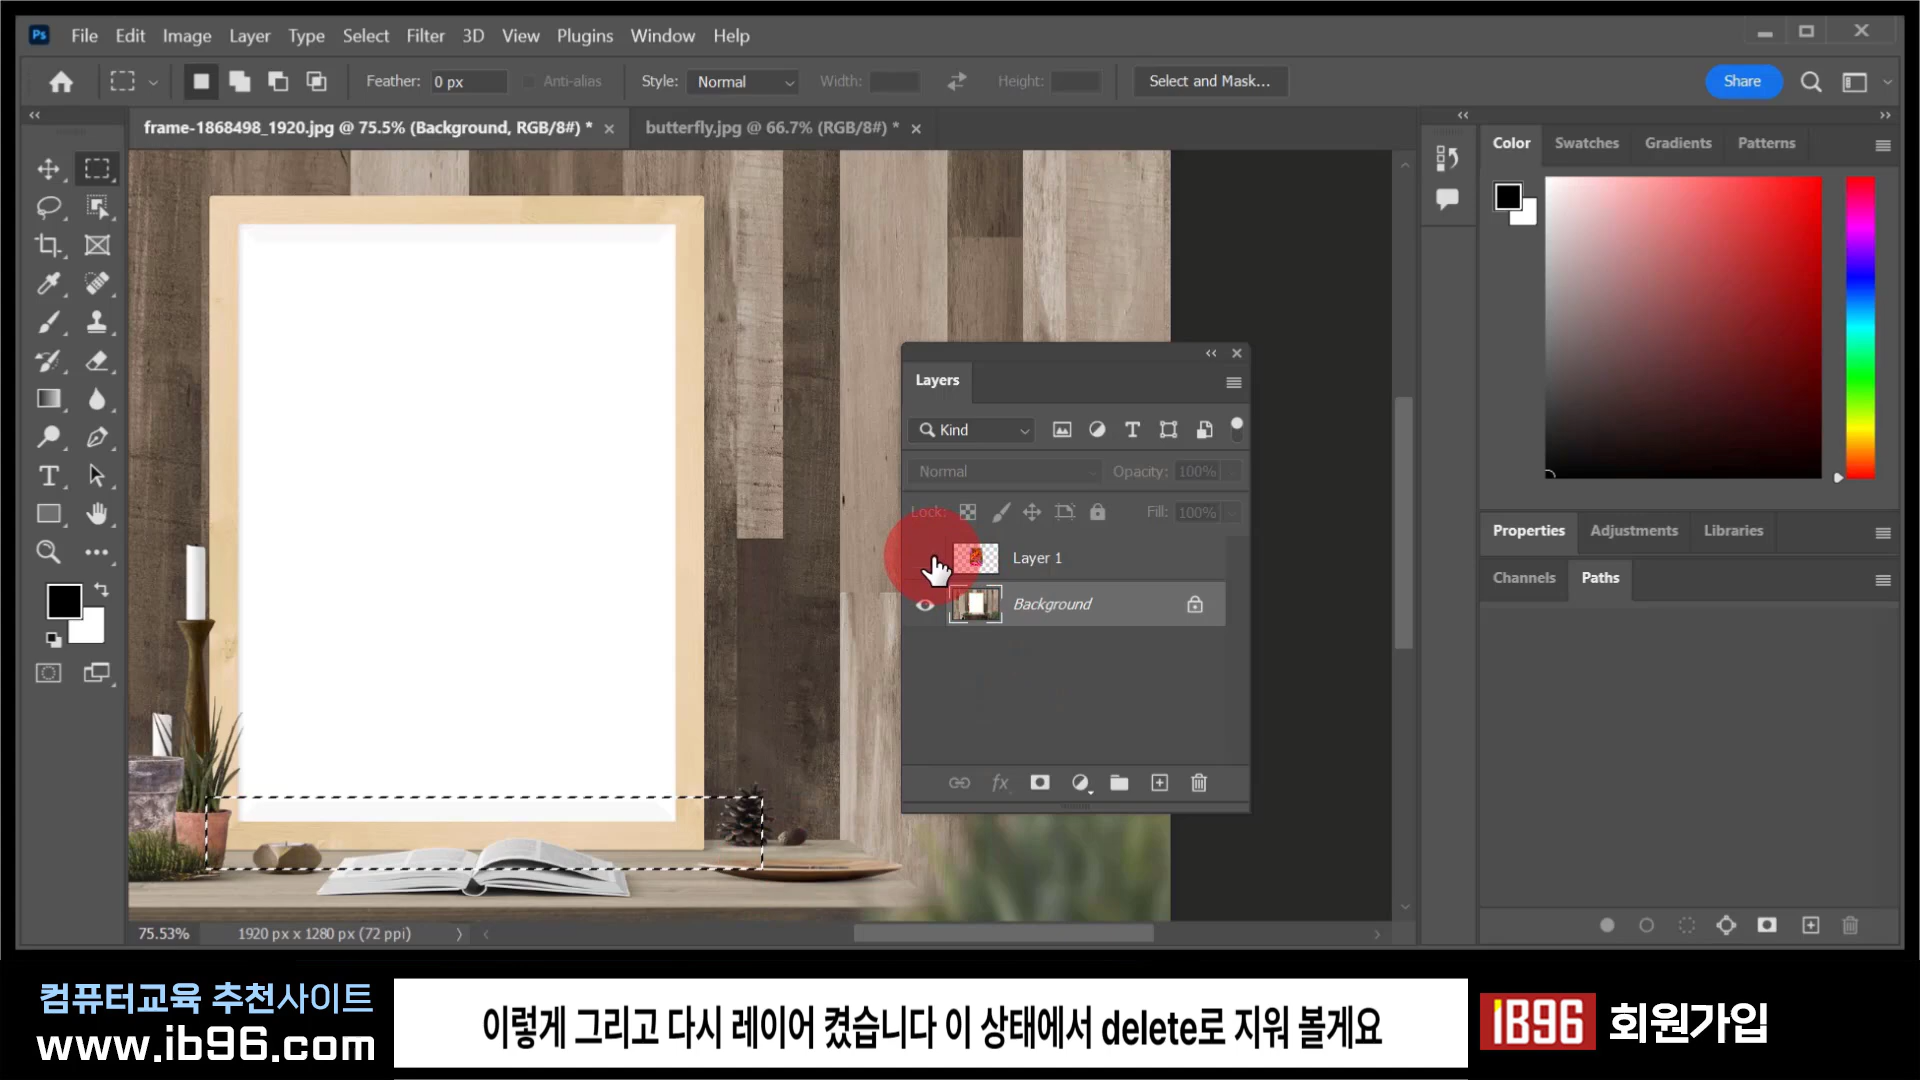 Ps File Edit Image Layer Type Select Filter 3D View Plugins Window Help
Feather: 0 px Anti-alias Style: Normal Width: Height: Select and Mask... Share
frame-1868498_1920.jpg @ 75.5% (Background, RGB/8#) * butterfly.jpg @ 66.7% (RGB/8#) *
Color Swatches Gradients Patterns
Layers
Kind
Normal Opacity: 100%
Lock: Fill: 100%
Layer 1
Background
fx
Properties Adjustments Libraries
Channels Paths
75.53% 1920 px x 1280 px (72 ppi)
컴퓨터교육 추천사이트
www.ib96.com
이렇게 그리고 다시 레이어 켰습니다 이 상태에서 delete로 지워 볼게요
IB96 회원가입